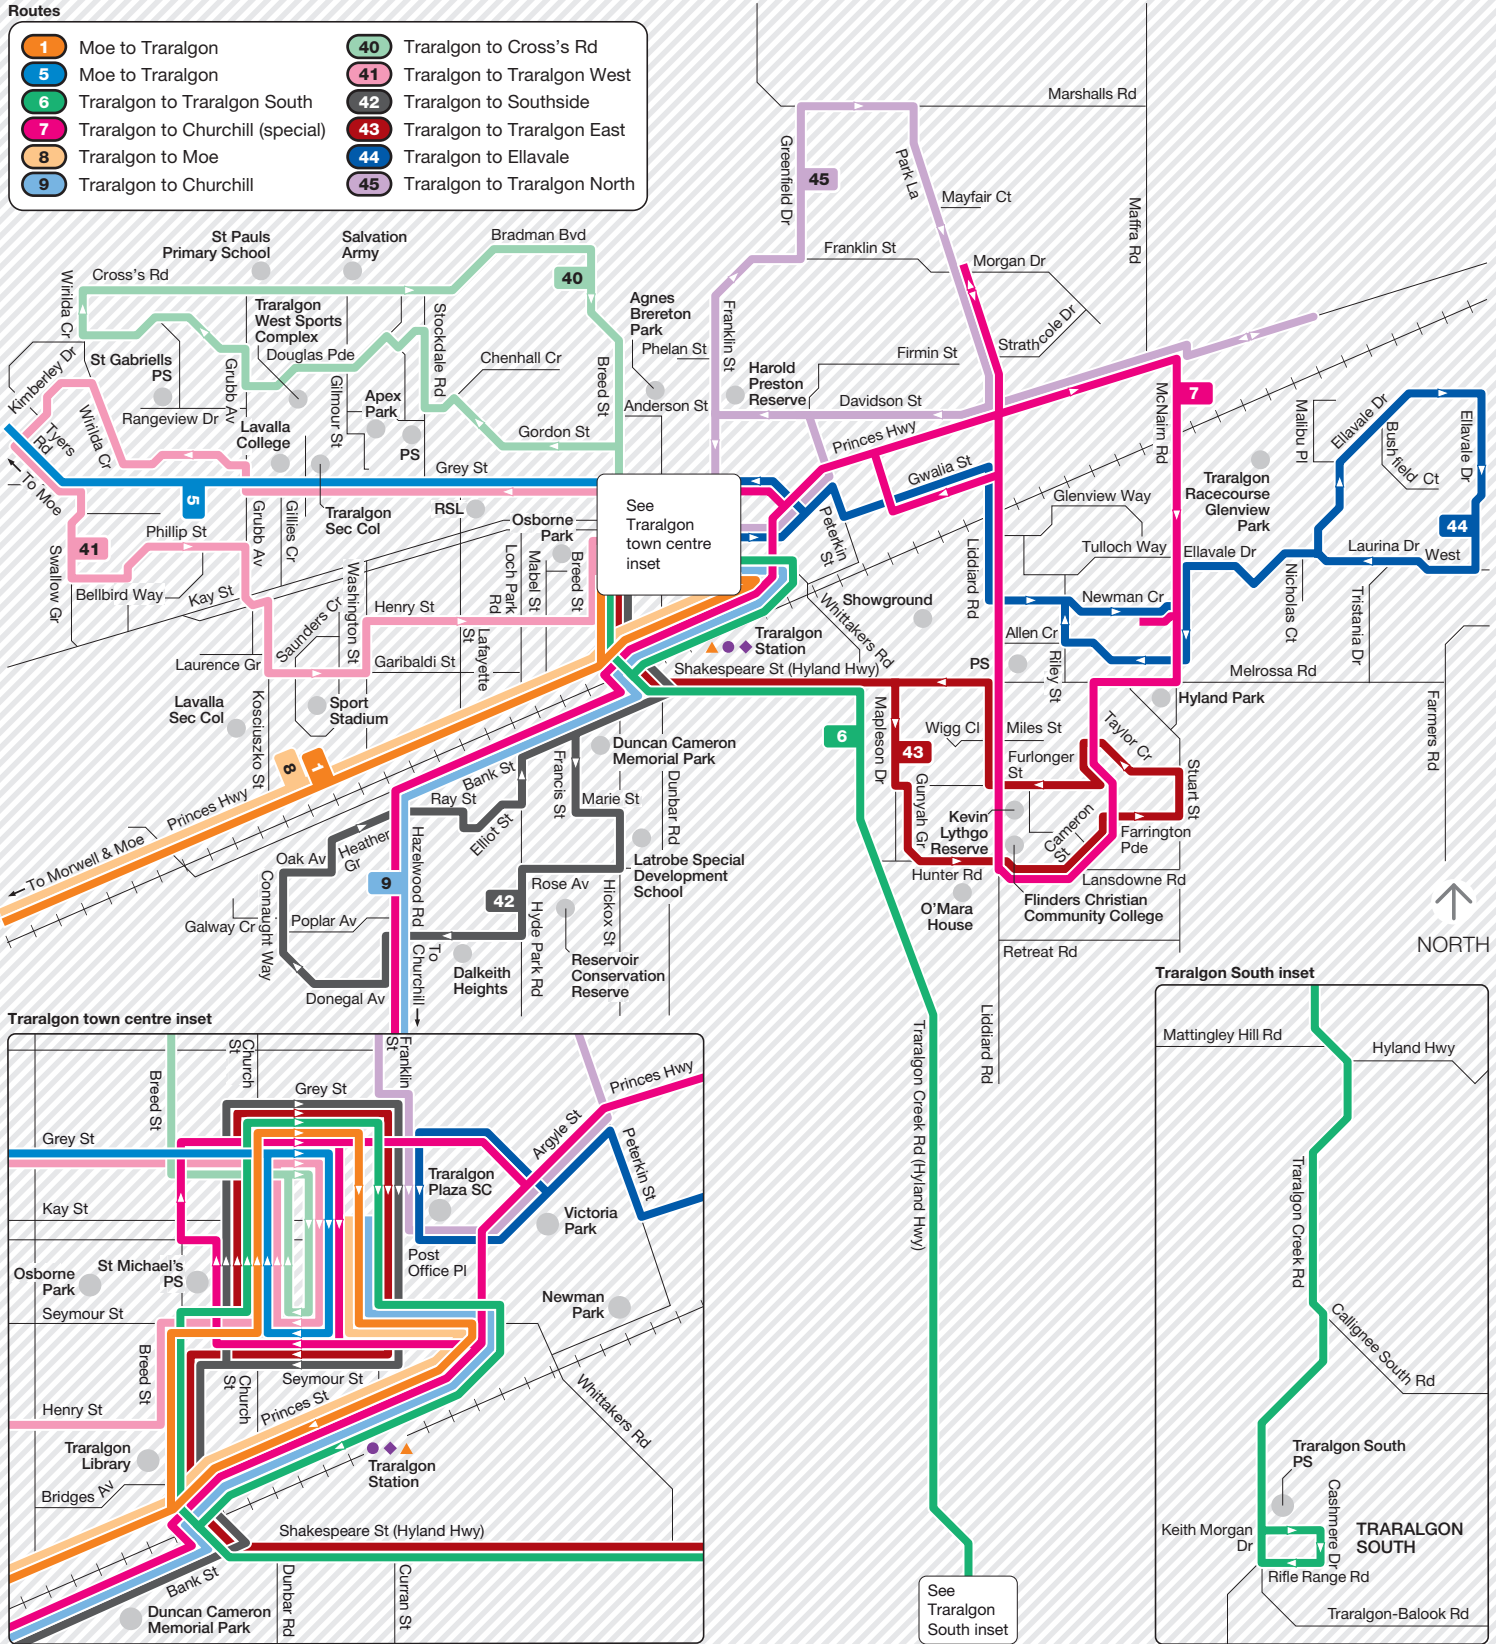 Routes
1 Moe to Traralgon
5 Moe to Traralgon
6 Traralgon to Traralgon South
7 Traralgon to Churchill (special)
8 Traralgon to Moe
9 Traralgon to Churchill
40 Traralgon to Cross's Rd
41 Traralgon to Traralgon West
42 Traralgon to Southside
43 Traralgon to Traralgon East
44 Traralgon to Ellavale
45 Traralgon to Traralgon North
Marshalls Rd
Greenfield Dr
45
Park La
Mayfair Ct
Maffra Rd
Franklin St
Morgan Dr
Strathcole Dr
Firmin St
Franklin St
Phelan St
Harold
Preston
Reserve
Davidson St
Anderson St
Princes Hwy
Gwalia St
St Pauls
Primary School
Salvation
Army
Bradman Bvd
Cross's Rd
Wirilda Cr
40
Agnes
Brereton
Park
Traralgon
West Sports
Complex
Stockdale Rd
Chenhall Cr
Breed St
Kimberley Dr
St Gabriells
PS
Douglas Pde
Grubb Av
Gilmour St
Apex
Park
Rangeview Dr
Wirilda Cr
Lavalla
College
PS
Gordon St
Tyers
Rd
To Moe
Grey St
5
Traralgon
Sec Col
RSL
Osborne
Park
See
Traralgon
town centre
inset
Grubb Av
Gillies Cr
Phillip St
41
Swallow Gr
Bellbird Way
Kay St
Washington St
Saunders Cr
Henry St
Loch Park
Rd
Mabel St
Breed St
Lafayette
St
Laurence Gr
Garibaldi St
Lavalla
Sec Col
Kosciuszko St
Sport
Stadium
8
1
Princes Hwy
To Morwell & Moe
Peterkin
St
Liddiard Rd
Glenview Way
Tulloch Way
Newman Cr
Allen Cr
Riley St
Showground
Whittakers Rd
Traralgon
Station
PS
Shakespeare St (Hyland Hwy)
McNairn Rd
7
Malibu Pl
Ellavale Dr
Bushfield Ct
Ellavale Dr
Traralgon
Racecourse
Glenview
Park
44
Ellavale Dr
Laurina Dr
West
Nicholas Ct
Tristania Dr
Melrossa Rd
Hyland Park
Farmers Rd
Mapleson Dr
6
43
Wigg Cl
Miles St
Furlonger
St
Taylor Cr
Stuart St
Gunyah Gr
Kevin
Lythgo
Reserve
Cameron
St
Farrington
Pde
Hunter Rd
Lansdowne Rd
O'Mara
House
Flinders Christian
Community College
Retreat Rd
Liddiard Rd
NORTH
Duncan Cameron
Memorial Park
Bank St
Francis St
Dunbar Rd
Ray St
Marie St
Elliot St
Heather
Gr
Oak Av
9
Hazelwood Rd
Latrobe Special
Development
School
Rose Av
42
Connaught Way
Galway Cr
Poplar Av
Hyde Park Rd
Hickox St
To
Churchill
Dalkeith
Heights
Reservoir
Conservation
Reserve
Donegal Av
Traralgon Creek Rd (Hyland Hwy)
See
Traralgon
South inset
Traralgon town centre inset
Church
St
Franklin
St
Breed St
Grey St
Grey St
Princes Hwy
Argyle St
Peterkin St
Traralgon
Plaza SC
Victoria
Park
Kay St
Post
Office Pl
Osborne
Park
St Michael's
PS
Newman
Park
Seymour St
Breed St
Church
St
Seymour St
Princes St
Henry St
Whittakers Rd
Traralgon
Library
Traralgon
Station
Bridges Av
Shakespeare St (Hyland Hwy)
Bank St
Duncan Cameron
Memorial Park
Dunbar Rd
Curran St
Traralgon South inset
Mattingley Hill Rd
Hyland Hwy
Traralgon Creek Rd
Callignee South Rd
Traralgon South
PS
Cashmere Dr
Keith Morgan
Dr
TRARALGON
SOUTH
Rifle Range Rd
Traralgon-Balook Rd